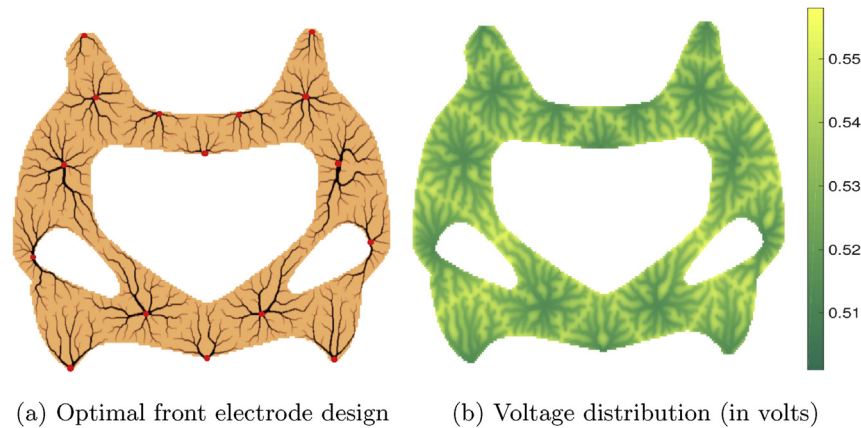 0.55
0.54
0.53
0.52
0.51
(a) Optimal front electrode design
(b) Voltage distribution (in volts)